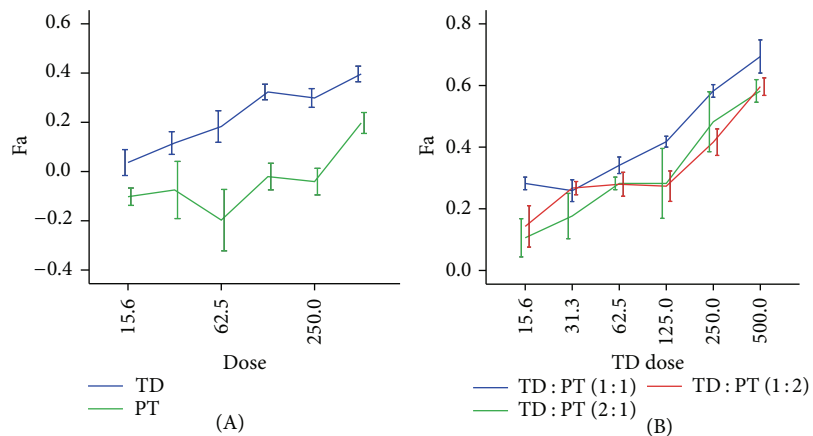 0.6
0.4
0.2
0.0
−0.2
−0.4
Fa
15.6
62.5
250.0
Dose
TD
PT
(A)
0.8
0.6
0.4
0.2
0.0
Fa
15.6
31.3
62.5
125.0
250.0
500.0
TD dose
TD : PT (1 : 1)
TD : PT (1 : 2)
TD : PT (2 : 1)
(B)